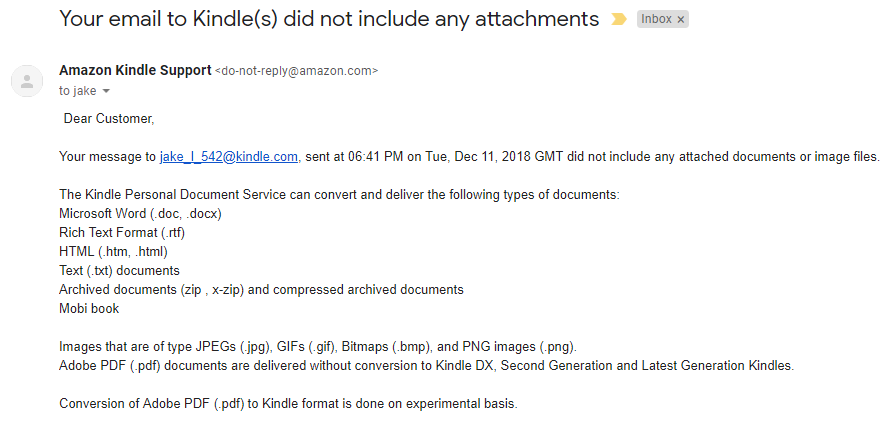 Your email to Kindle(s) did not include any attachments Inbox ×
Amazon Kindle Support <do-not-reply@amazon.com>
to jake
Dear Customer,
Your message to jake_l_542@kindle.com, sent at 06:41 PM on Tue, Dec 11, 2018 GMT did not include any attached documents or image files.
The Kindle Personal Document Service can convert and deliver the following types of documents:
Microsoft Word (.doc, .docx)
Rich Text Format (.rtf)
HTML (.htm, .html)
Text (.txt) documents
Archived documents (zip , x-zip) and compressed archived documents
Mobi book
Images that are of type JPEGs (.jpg), GIFs (.gif), Bitmaps (.bmp), and PNG images (.png).
Adobe PDF (.pdf) documents are delivered without conversion to Kindle DX, Second Generation and Latest Generation Kindles.
Conversion of Adobe PDF (.pdf) to Kindle format is done on experimental basis.